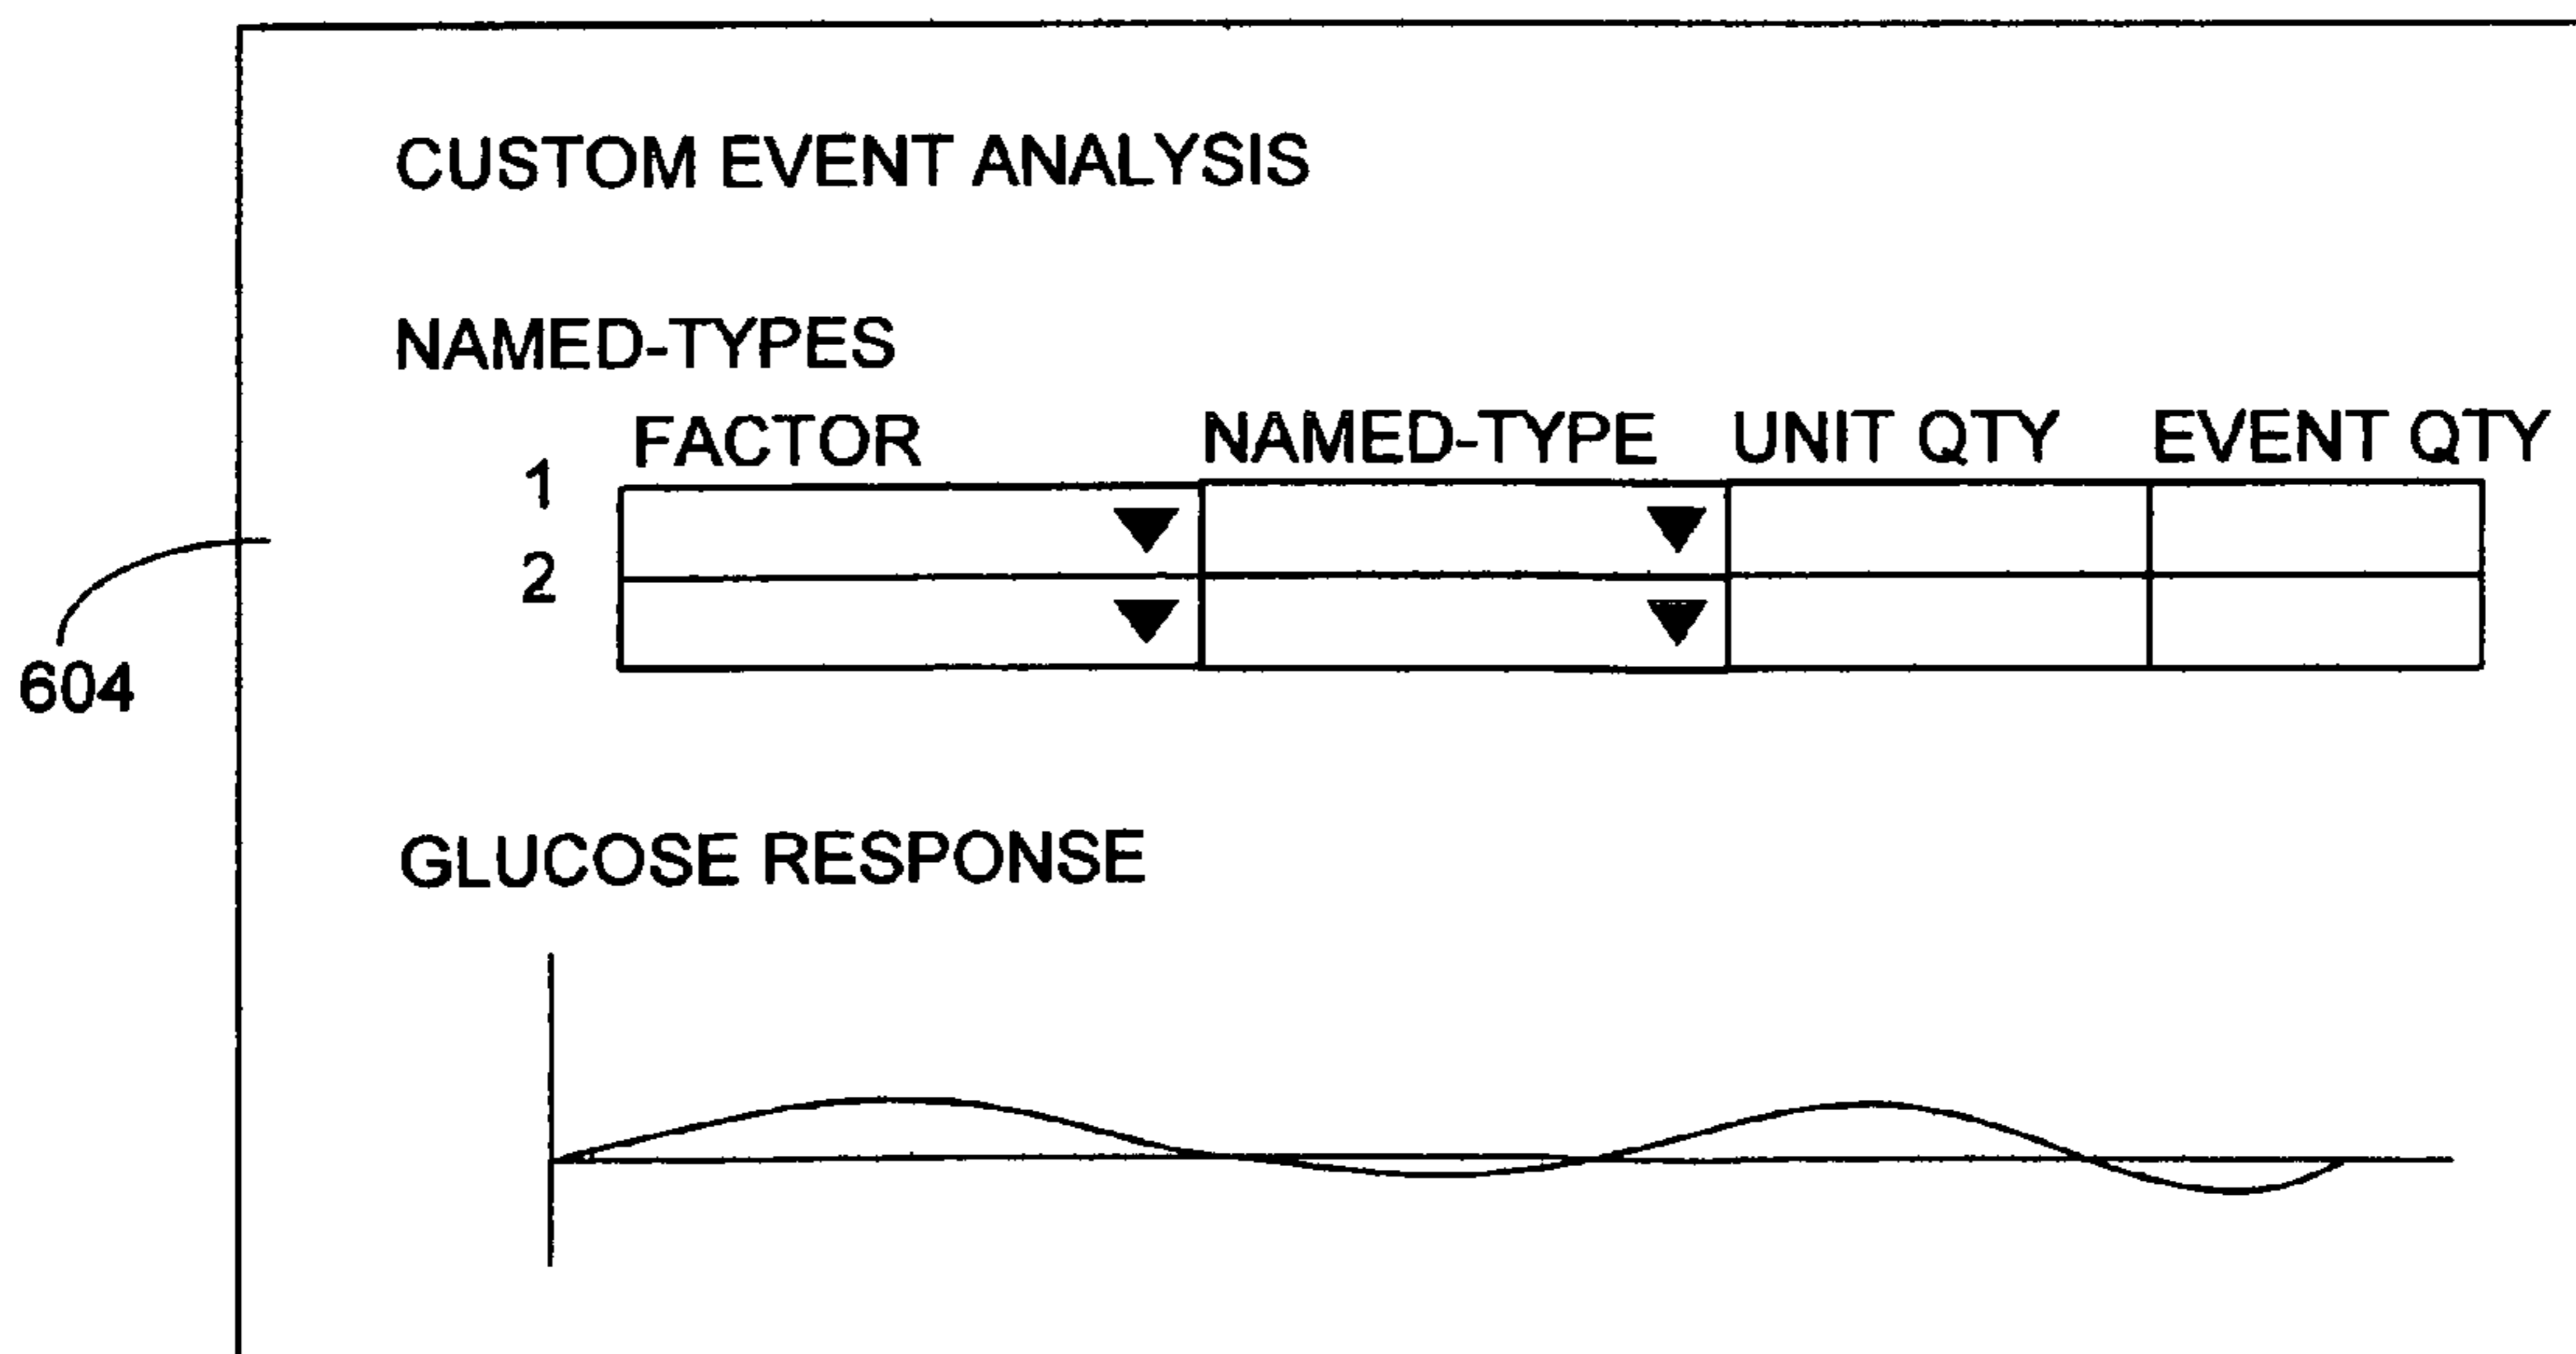 CUSTOM EVENT ANALYSIS
NAMED-TYPES
FACTOR NAMED-TYPE UNIT QTY EVENT QTY
1
2
604
GLUCOSE RESPONSE